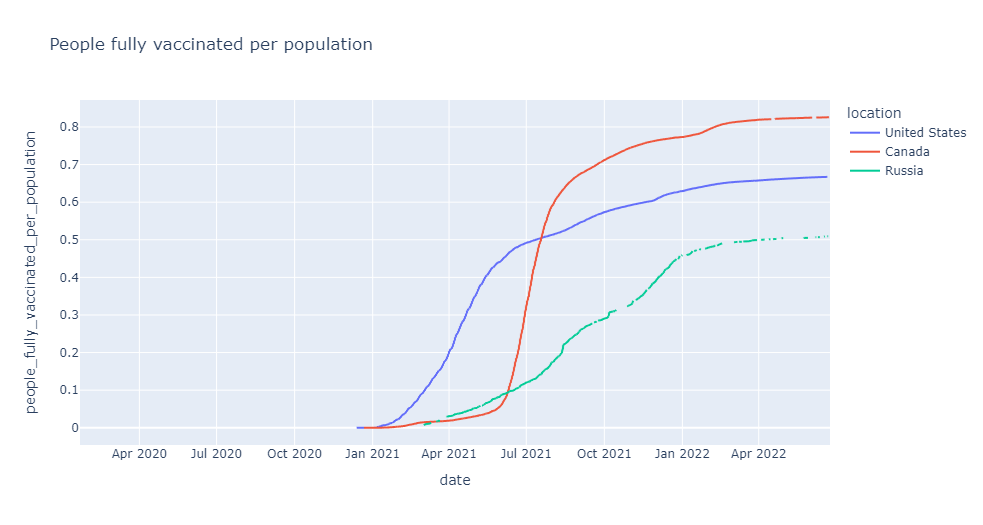 People fully vaccinated per population
people_fully_vaccinated_per_population
0.8
0.7
0.6
0.5
0.4
0.3
0.2
0.1
0
Apr 2020 Jul 2020 Oct 2020 Jan 2021 Apr 2021 Jul 2021 Oct 2021 Jan 2022 Apr 2022
date
location
United States
Canada
Russia